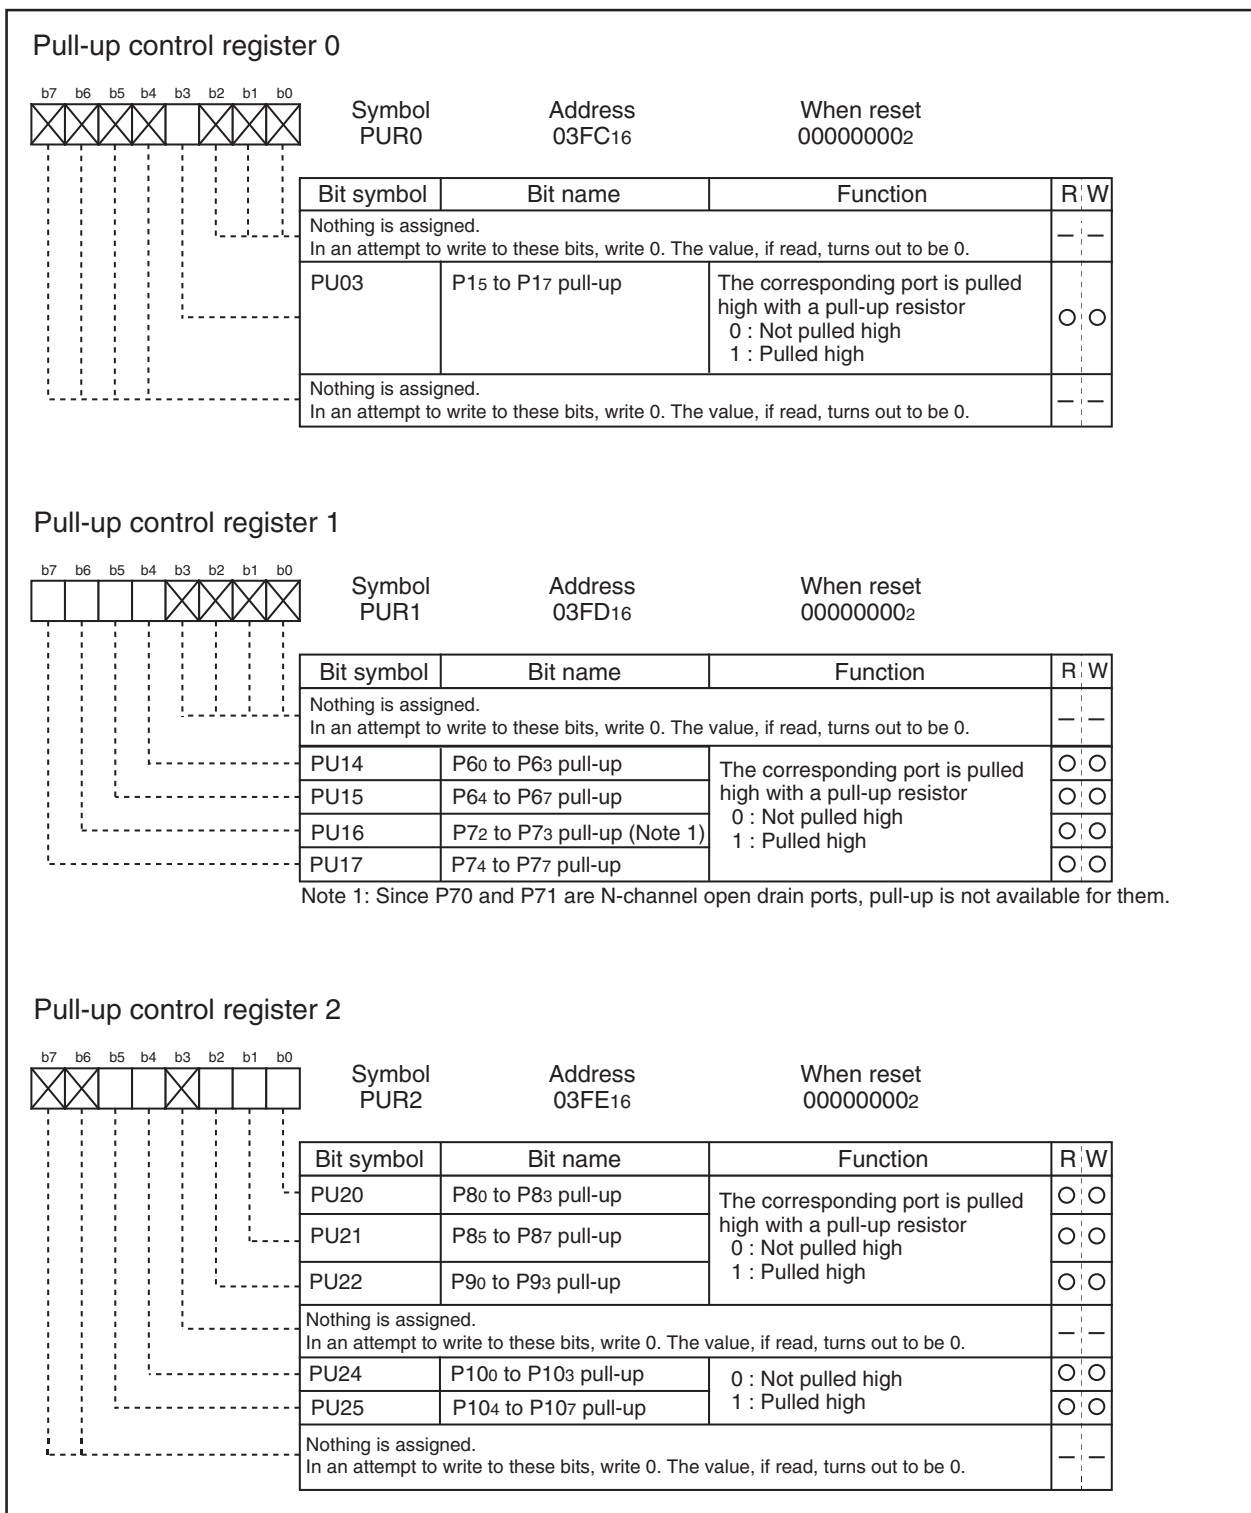 Pull-up control register 0
b7 b6 b5 b4 b3 b2 b1 b0
Symbol Address When reset
PUR0 03FC16 000000002
Bit symbol Bit name Function R W
Nothing is assigned.
In an attempt to write to these bits, write 0. The value, if read, turns out to be 0.
— —
PU03 P15 to P17 pull-up The corresponding port is pulled
high with a pull-up resistor
0 : Not pulled high
1 : Pulled high
Nothing is assigned.
In an attempt to write to these bits, write 0. The value, if read, turns out to be 0.
— —
Pull-up control register 1
b7 b6 b5 b4 b3 b2 b1 b0
Symbol Address When reset
PUR1 03FD16 000000002
Bit symbol Bit name Function R W
Nothing is assigned.
In an attempt to write to these bits, write 0. The value, if read, turns out to be 0.
— —
PU14 P60 to P63 pull-up The corresponding port is pulled
PU15 P64 to P67 pull-up high with a pull-up resistor
0 : Not pulled high
PU16 P72 to P73 pull-up (Note 1) 1 : Pulled high
PU17 P74 to P77 pull-up
Note 1: Since P70 and P71 are N-channel open drain ports, pull-up is not available for them.
Pull-up control register 2
b7 b6 b5 b4 b3 b2 b1 b0
Symbol Address When reset
PUR2 03FE16 000000002
Bit symbol Bit name Function R W
PU20 P80 to P83 pull-up The corresponding port is pulled
high with a pull-up resistor
PU21 P85 to P87 pull-up 0 : Not pulled high
1 : Pulled high
PU22 P90 to P93 pull-up
Nothing is assigned.
In an attempt to write to these bits, write 0. The value, if read, turns out to be 0.
— —
PU24 P100 to P103 pull-up 0 : Not pulled high
PU25 P104 to P107 pull-up 1 : Pulled high
Nothing is assigned.
In an attempt to write to these bits, write 0. The value, if read, turns out to be 0.
— —